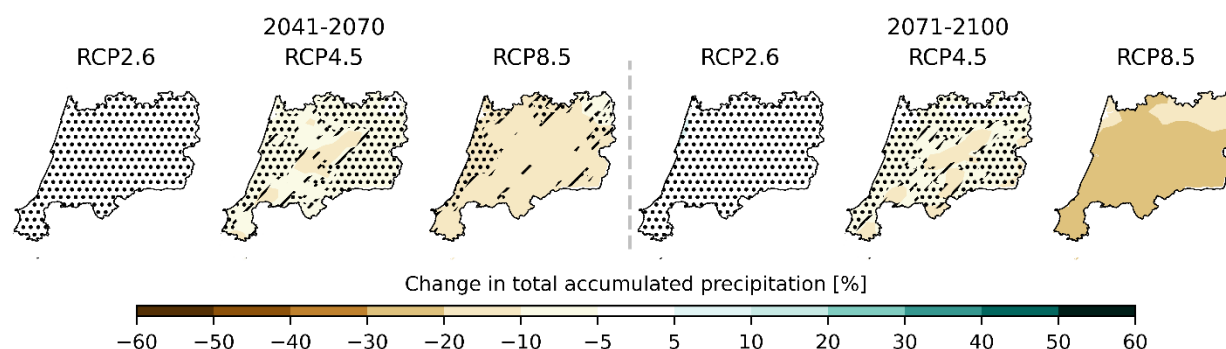 2041-2070 2071-2100
RCP2.6 RCP4.5 RCP8.5 RCP2.6 RCP4.5 RCP8.5
Change in total accumulated precipitation [%]
−60 −50 −40 −30 −20 −10 −5 5 10 20 30 40 50 60